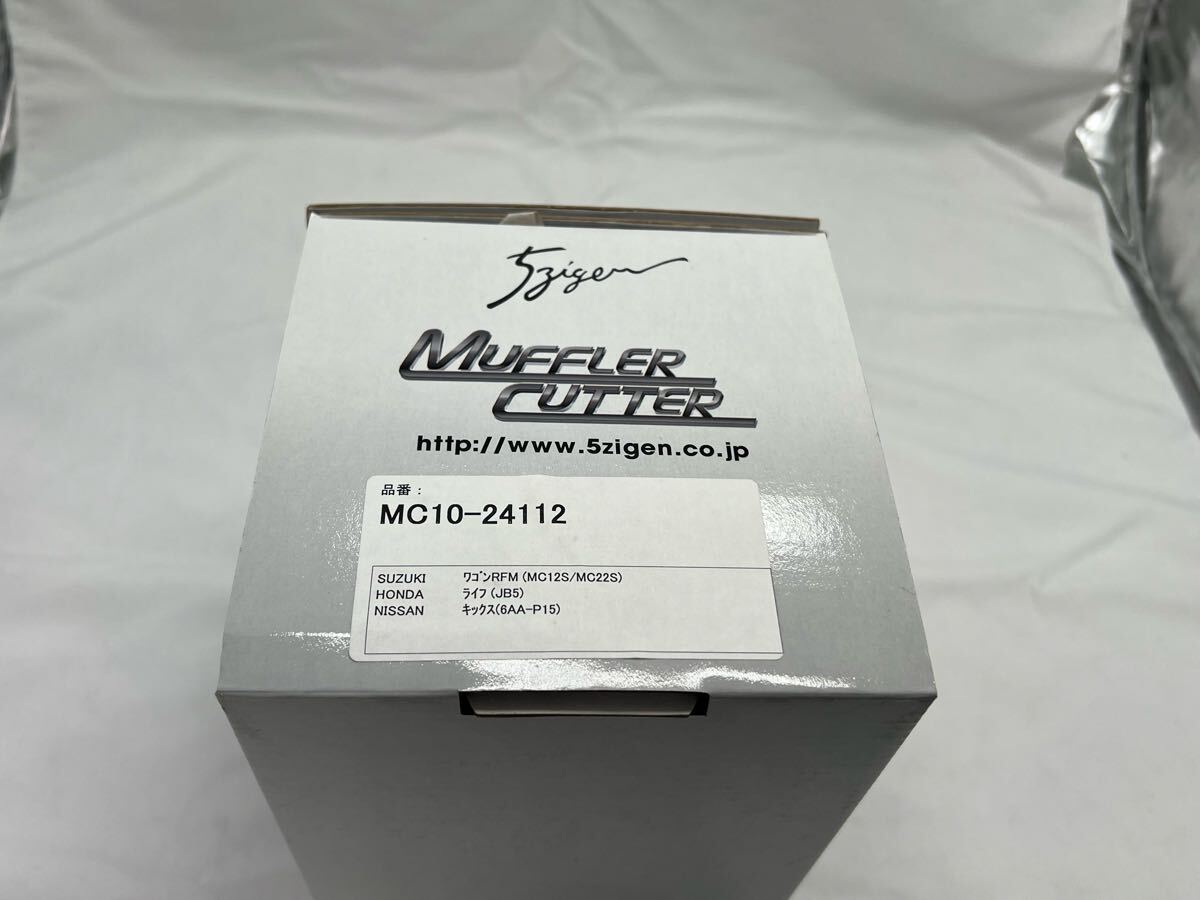 5zigen
MUFFLER
CUTTER
http://www.5zigen.co.jp
品番：
MC10-24112
SUZUKI ﾜｺﾞﾝRFM (MC12S/MC22S)
HONDA ﾗｲﾌ (JB5)
NISSAN ｷｯｸｽ(6AA-P15)